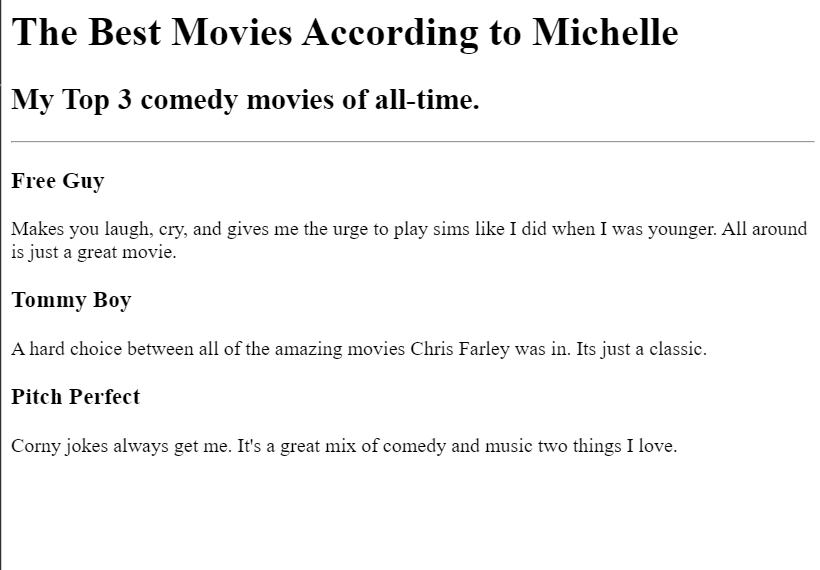 The Best Movies According to Michelle
My Top 3 comedy movies of all-time.
Free Guy
Makes you laugh, cry, and gives me the urge to play sims like I did when I was younger. All around
is just a great movie.
Tommy Boy
A hard choice between all of the amazing movies Chris Farley was in. Its just a classic.
Pitch Perfect
Corny jokes always get me. It's a great mix of comedy and music two things I love.